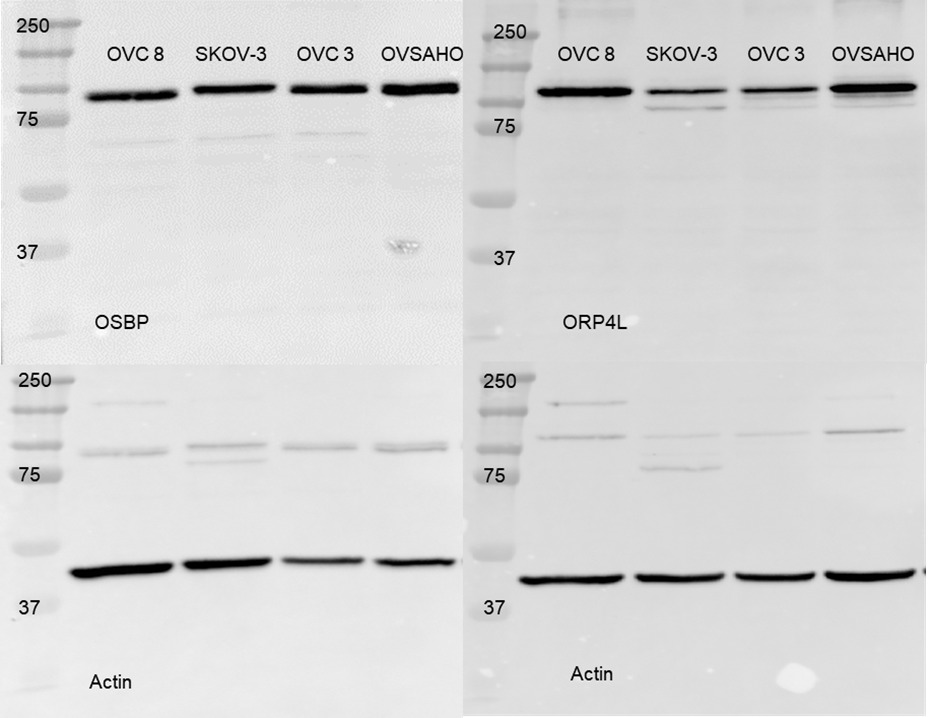 250
OVC 8 SKOV-3 OVC 3 OVSAHO
75
37
OSBP
250
OVC 8 SKOV-3 OVC 3 OVSAHO
75
37
ORP4L
250
75
37
Actin
250
75
37
Actin